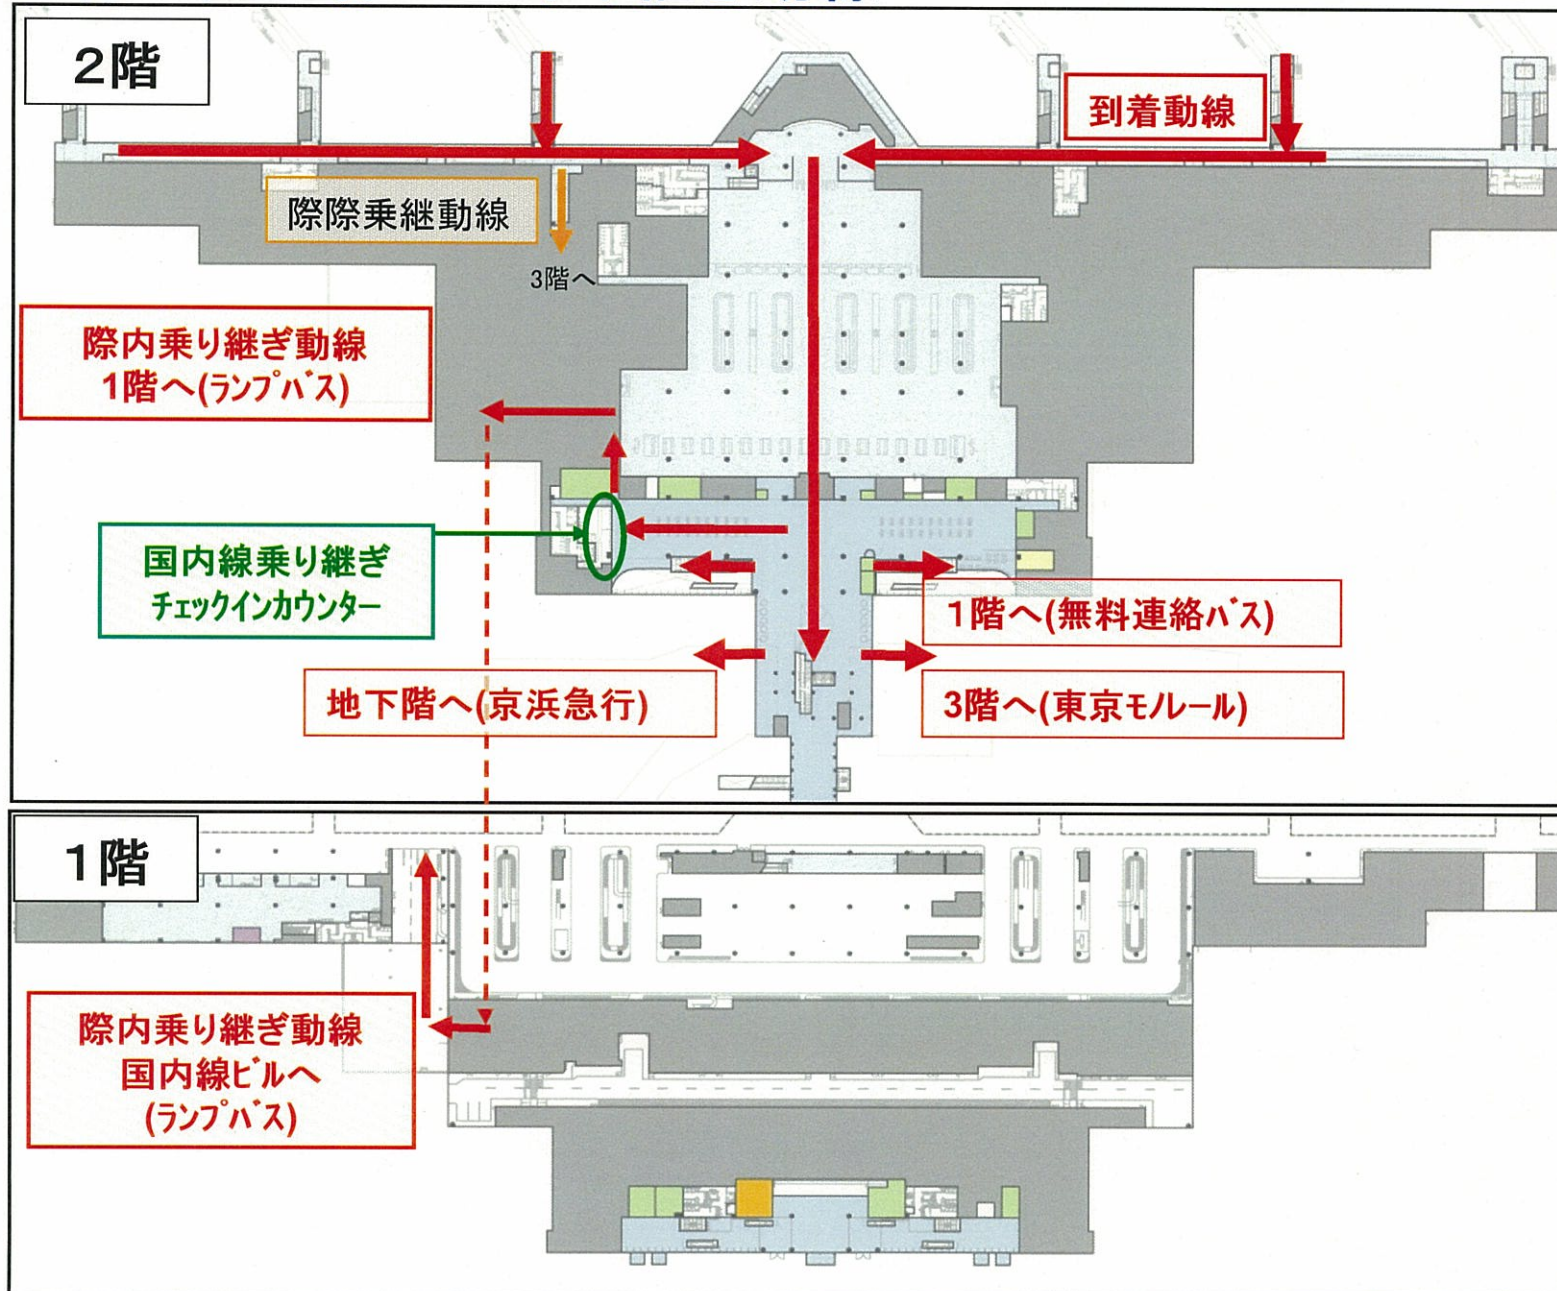 2階
到着動線
際際乗継動線
3階へ
際内乗り継ぎ動線
1階へ(ランプバス)
国内線乗り継ぎ
チェックインカウンター
1階へ(無料連絡バス)
地下階へ(京浜急行)
3階へ(東京モノレール)
1階
際内乗り継ぎ動線
国内線ビルへ
(ランプバス)